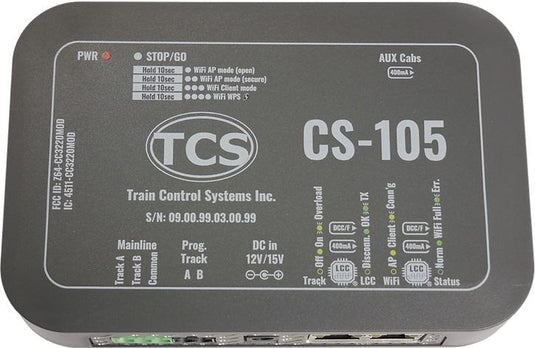 PWR
STOP/GO
AUX Cabs
400mA
Hold 10sec WiFi AP mode (open)
Hold 10sec WiFi AP mode (secure)
Hold 10sec WiFi Client mode
Hold 10sec WiFi WPS
FCC ID: Z64-CC3220MOD
IC: 4511-CC3220MOD
TCS
CS-105
Train Control Systems Inc.
S/N: 09.00.99.03.00.99
Mainline
Track A
Track B
Common
Prog.
Track
A B
DC in
12V/15V
Off On Overload
DCC/F
400mA
Disconn. OK TX
LCC
Track LCC
AP Client Conn'g
DCC/F
400mA
Norm WiFi Full Err.
LCC
WiFi Status